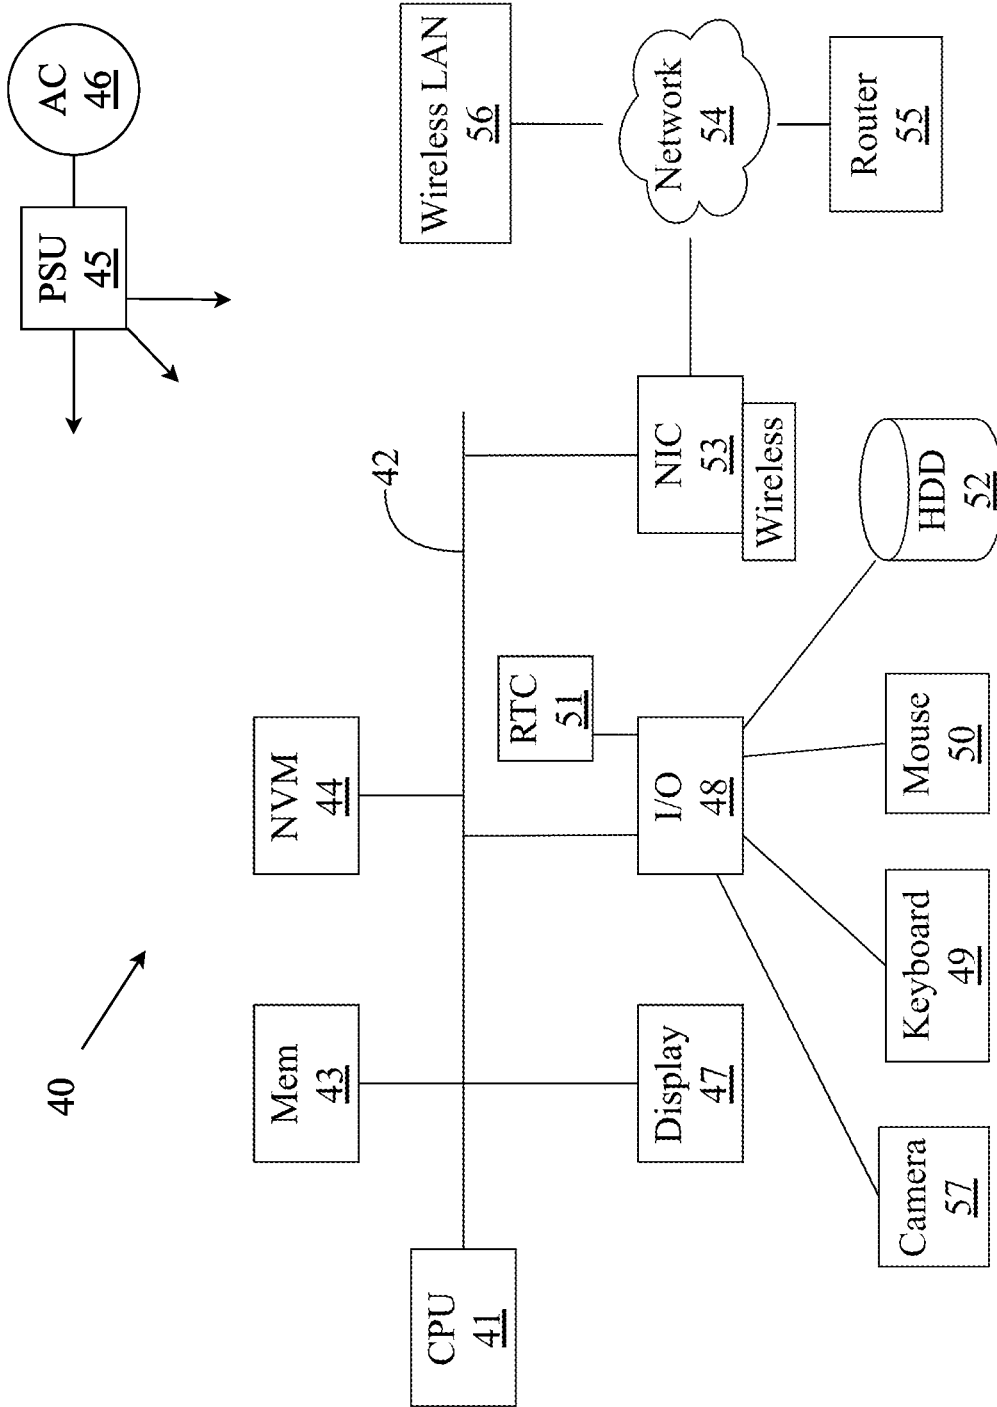 40
CPU
41
Mem
43
NVM
44
42
PSU
45
AC
46
Display
47
I/O
48
RTC
51
NIC
53
Wireless
Wireless LAN
56
Network
54
Router
55
Camera
57
Keyboard
49
Mouse
50
HDD
52